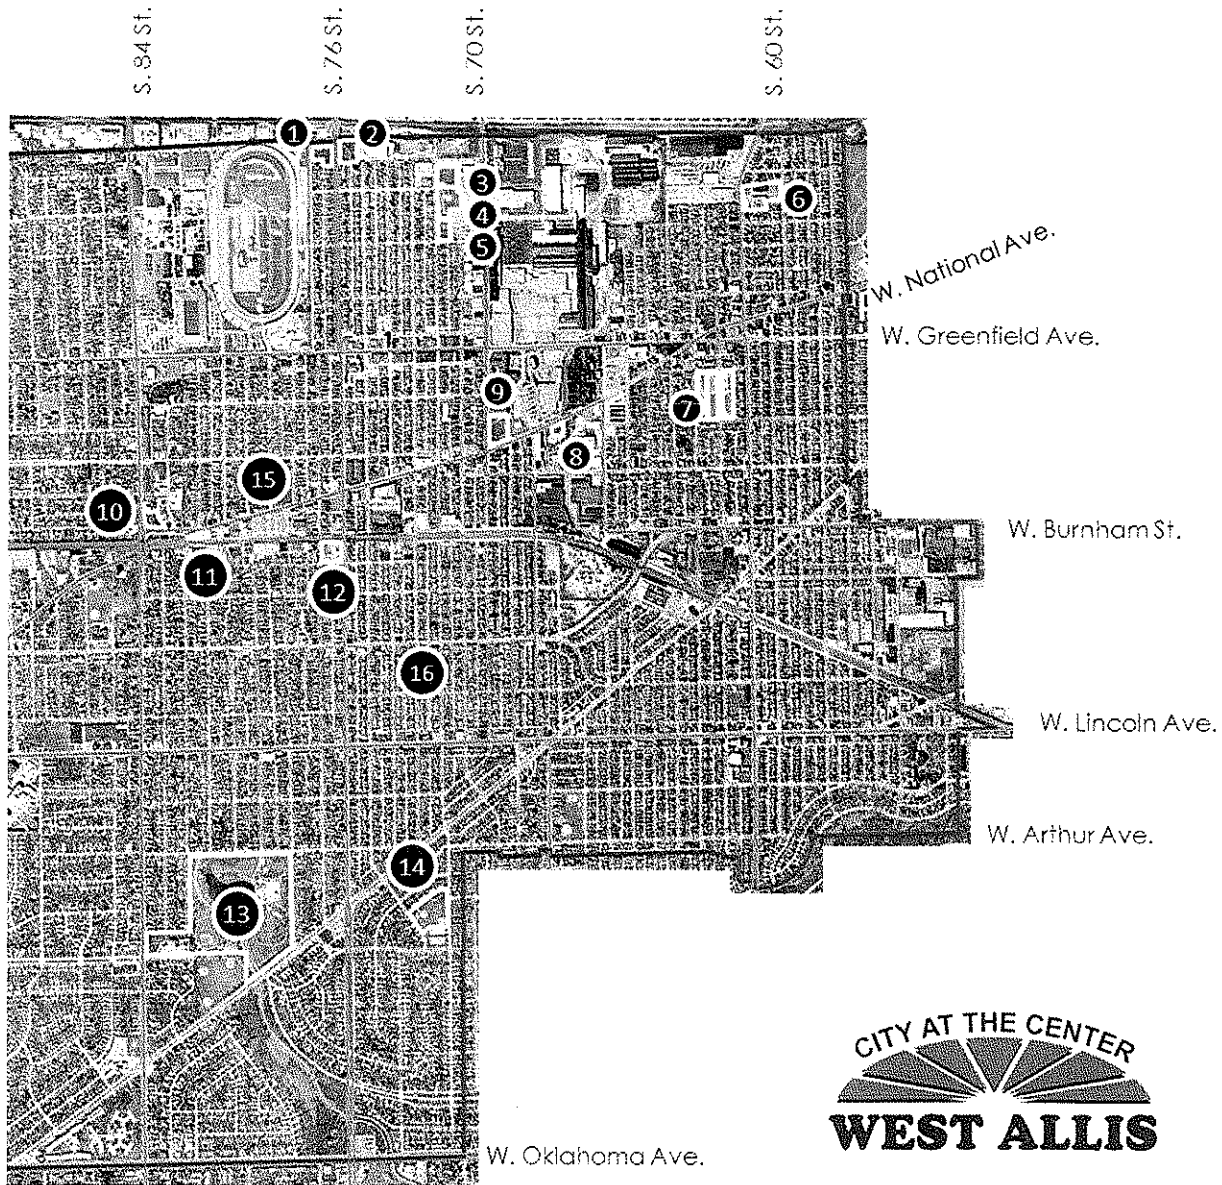 S. 84 St.
S. 76 St.
S. 70 St.
S. 60 St.
1
2
3
4
5
6
W. National Ave.
W. Greenfield Ave.
9
7
8
15
10
W. Burnham St.
11
12
16
W. Lincoln Ave.
W. Arthur Ave.
14
13
CITY AT THE CENTER
WEST ALLIS
W. Oklahoma Ave.